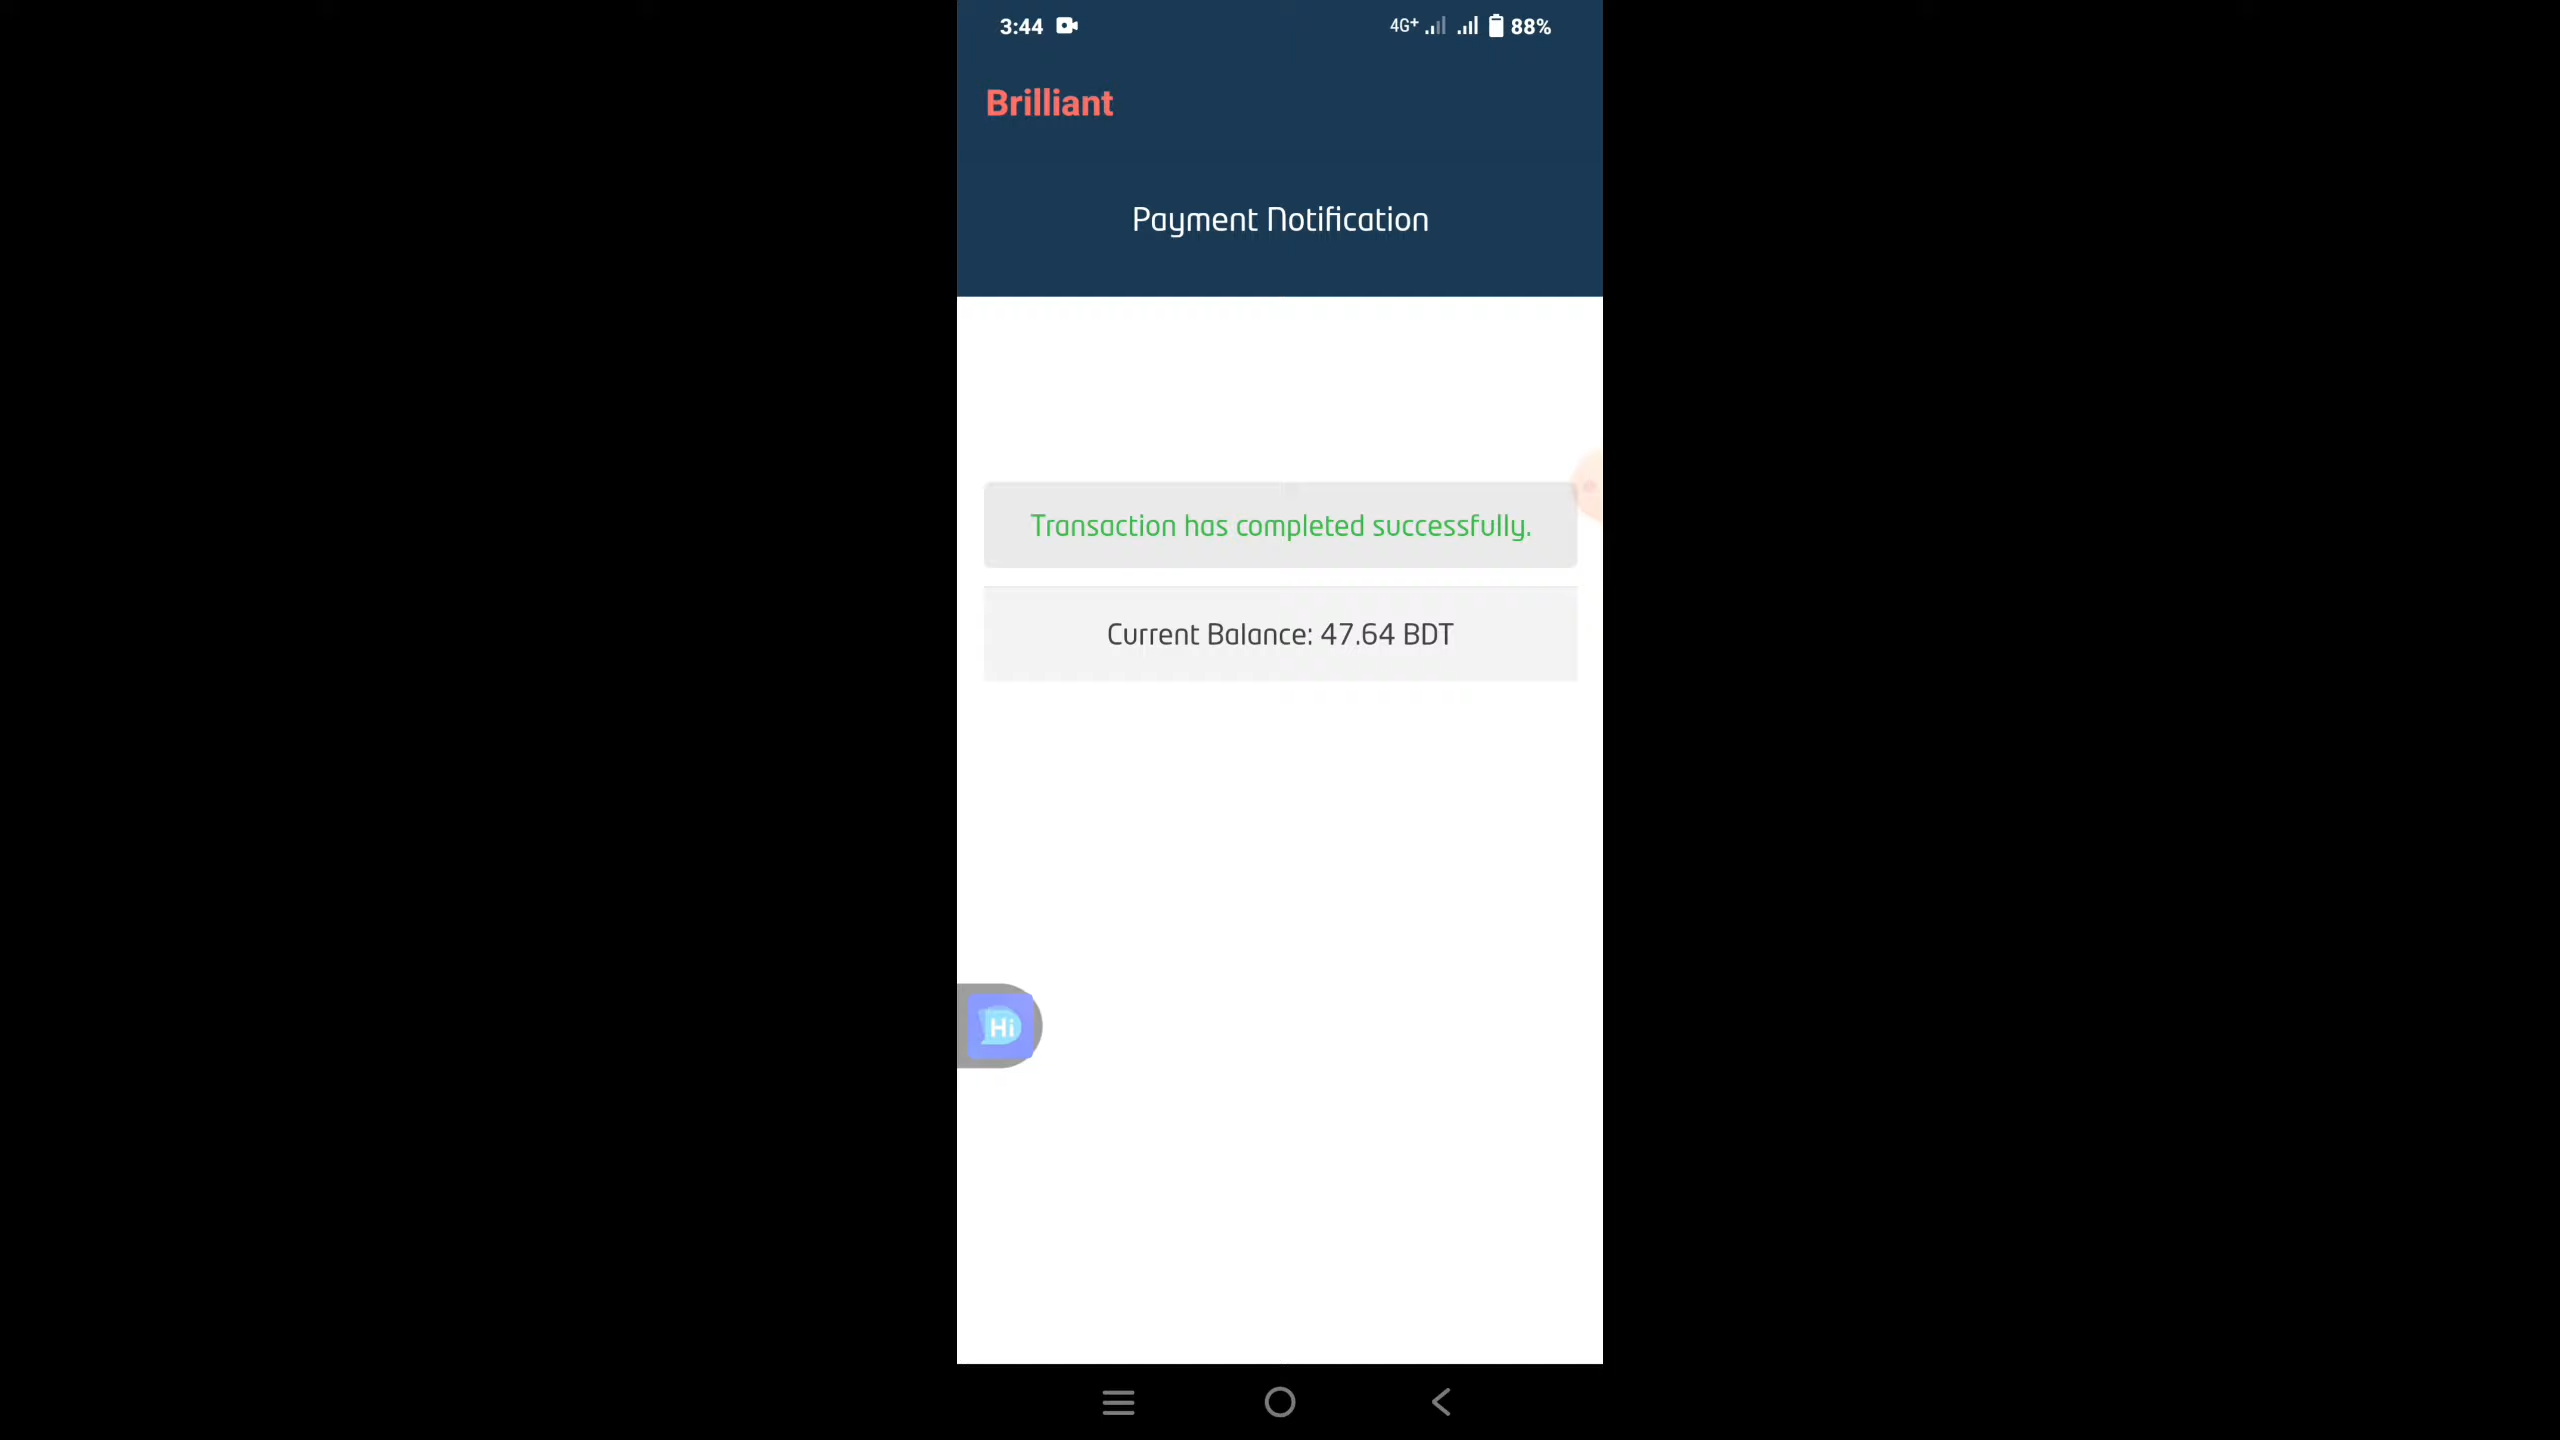 3:44 4G+ 88%
Brilliant
Payment Notification
Transaction has completed successfully.
Current Balance: 47.64 BDT
Hi